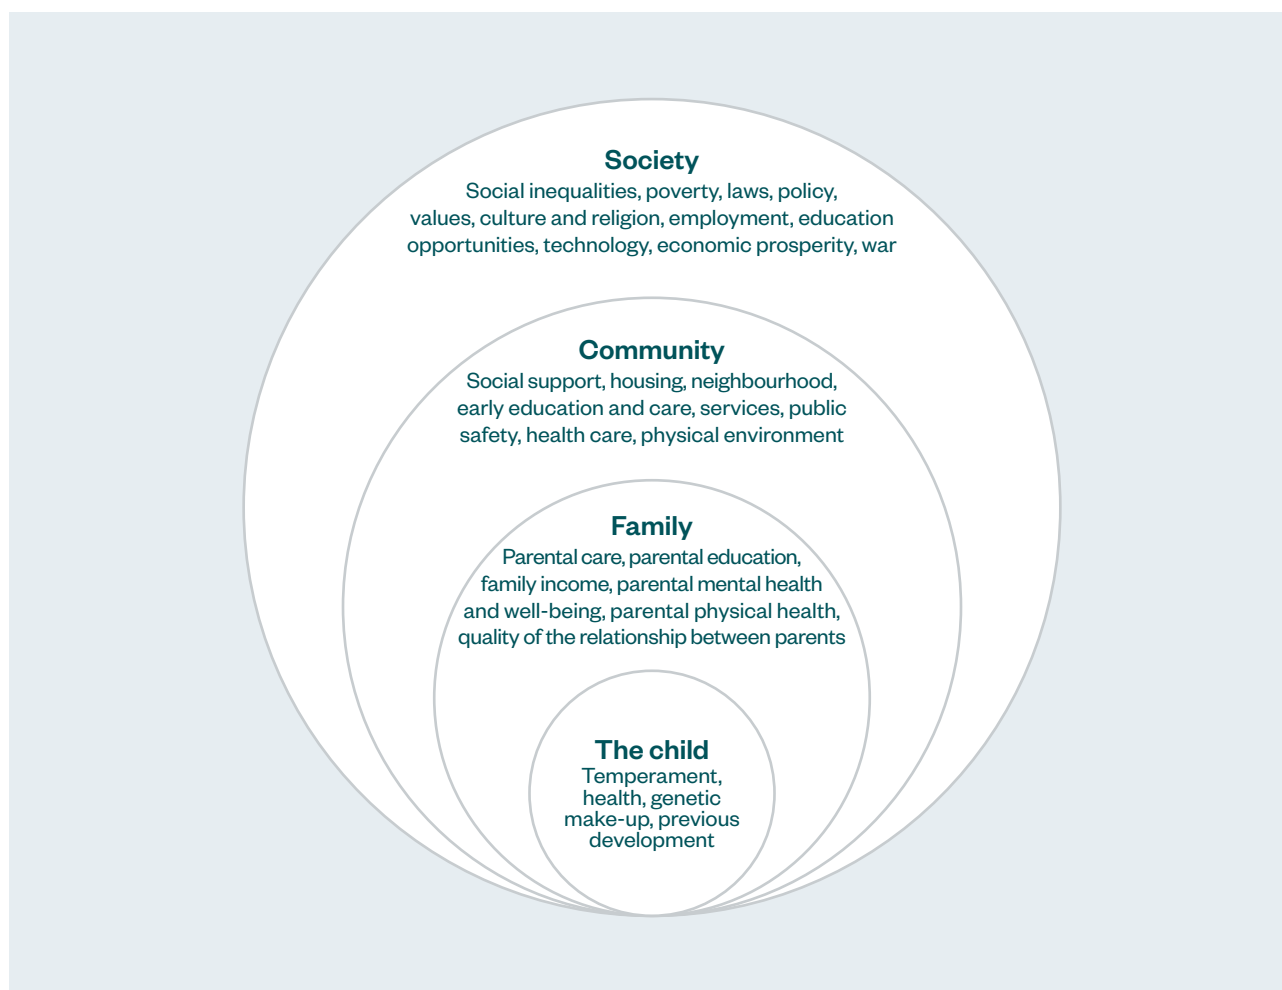 Society
Social inequalities, poverty, laws, policy,
values, culture and religion, employment, education
opportunities, technology, economic prosperity, war
Community
Social support, housing, neighbourhood,
early education and care, services, public
safety, health care, physical environment
Family
Parental care, parental education,
family income, parental mental health
and well-being, parental physical health,
quality of the relationship between parents
The child
Temperament,
health, genetic
make-up, previous
development